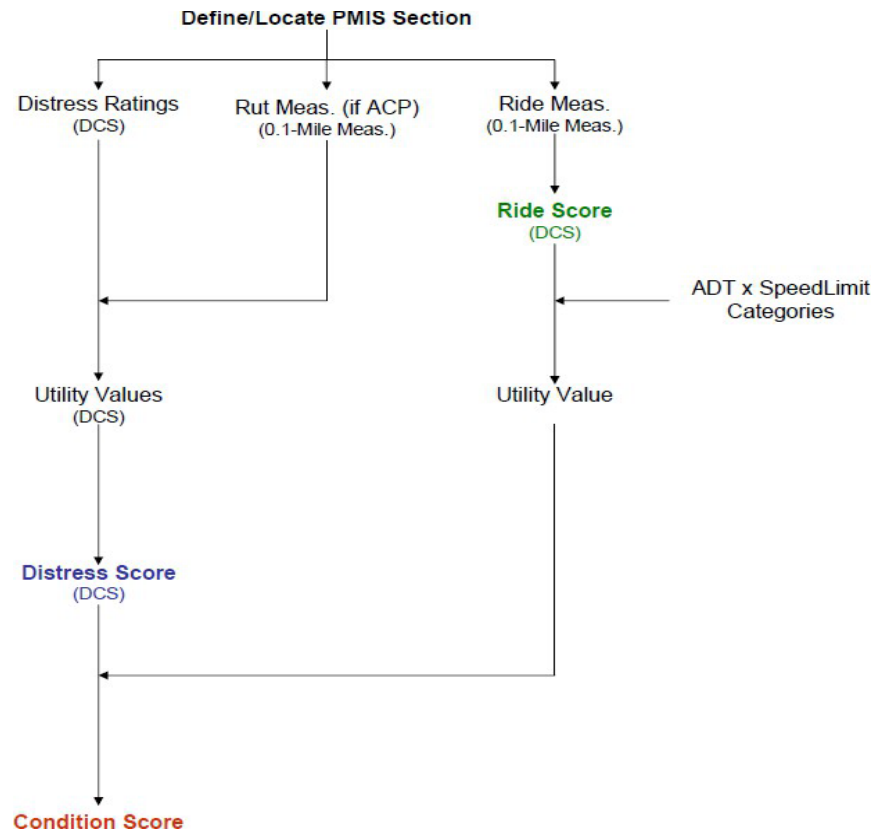 Define/Locate PMIS Section
Distress Ratings
(DCS)
Rut Meas. (if ACP)
(0.1-Mile Meas.)
Ride Meas.
(0.1-Mile Meas.)
Ride Score
(DCS)
ADT x SpeedLimit
Categories
Utility Values
(DCS)
Utility Value
Distress Score
(DCS)
Condition Score